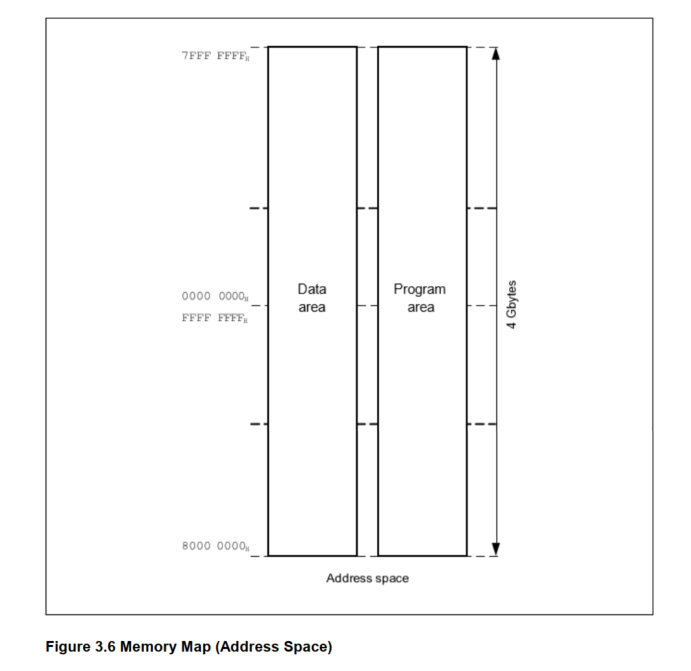 7FFF FFFFH
0000 0000H
FFFF FFFFH
Data
area
Program
area
4 Gbytes
8000 0000H
Address space
Figure 3.6 Memory Map (Address Space)